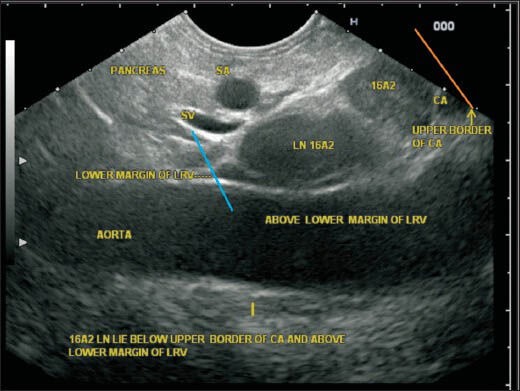 H
000
PANCREAS
SA
16A2
CA
SV
UPPER BORDER
OF CA
LN 16A2
LOWER MARGIN OF LRV......
ABOVE LOWER MARGIN OF LRV
AORTA
16A2 LN LIE BELOW UPPER BORDER OF CA AND ABOVE
LOWER MARGIN OF LRV